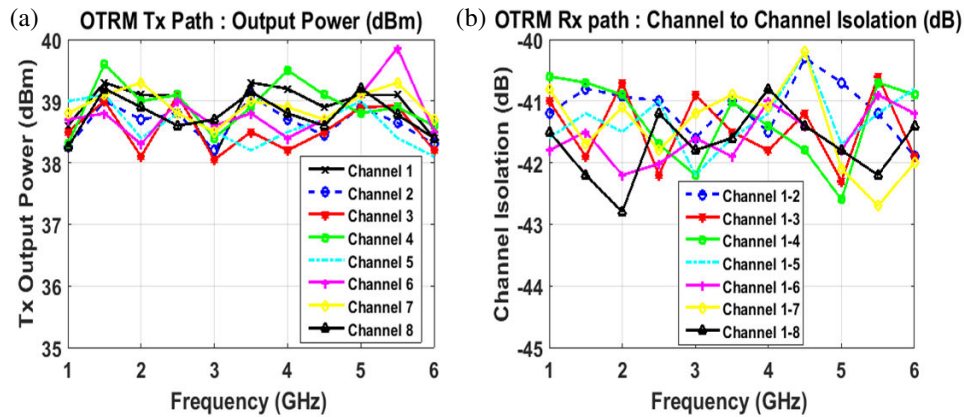 (a)
OTRM Tx Path : Output Power (dBm)
Tx Output Power (dBm)
40
39
38
37
36
35
1 2 3 4 5 6
Frequency (GHz)
Channel 1
Channel 2
Channel 3
Channel 4
Channel 5
Channel 6
Channel 7
Channel 8
(b)
OTRM Rx path : Channel to Channel Isolation (dB)
Channel Isolation (dB)
-40
-41
-42
-43
-44
-45
1 2 3 4 5 6
Frequency (GHz)
Channel 1-2
Channel 1-3
Channel 1-4
Channel 1-5
Channel 1-6
Channel 1-7
Channel 1-8